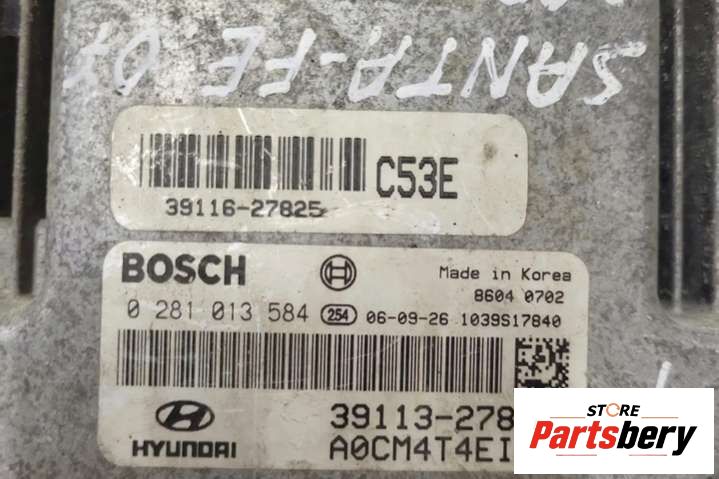 SANTA-FE 07
C53E
39116-27825
BOSCH
Made in Korea
8604 0702
0 281 013 584 254 06-09-26 1039S17840
39113-278
HYUNDAI
A0CM4T4EI
STORE
Partsbery